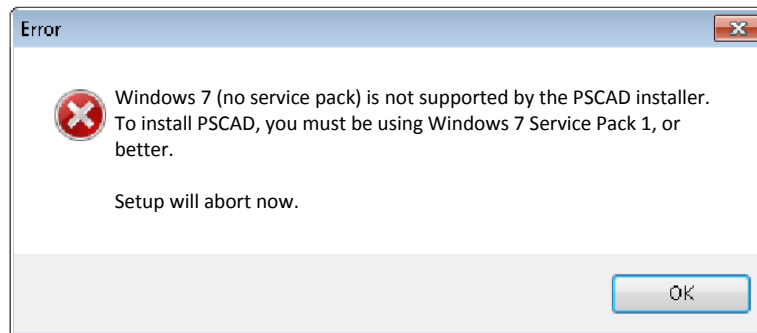 Error
Windows 7 (no service pack) is not supported by the PSCAD installer.
To install PSCAD, you must be using Windows 7 Service Pack 1, or
better.
Setup will abort now.
OK